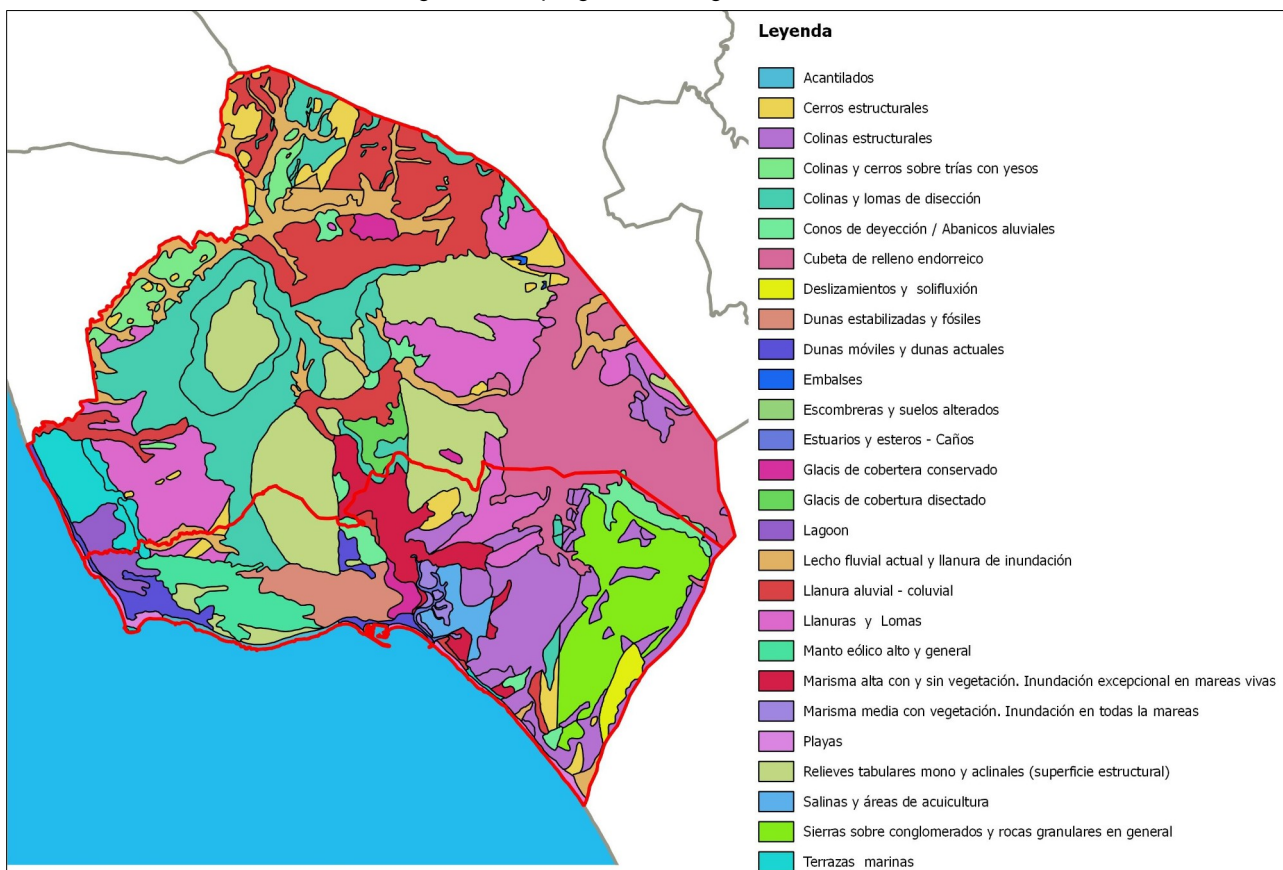 Leyenda
Acantilados
Cerros estructurales
Colinas estructurales
Colinas y cerros sobre trías con yesos
Colinas y lomas de disección
Conos de deyección / Abanicos aluviales
Cubeta de relleno endorreico
Deslizamientos y solifluxión
Dunas estabilizadas y fósiles
Dunas móviles y dunas actuales
Embalses
Escombreras y suelos alterados
Estuarios y esteros - Caños
Glacis de cobertera conservado
Glacis de cobertura disectado
Lagoon
Lecho fluvial actual y llanura de inundación
Llanura aluvial - coluvial
Llanuras y Lomas
Manto eólico alto y general
Marisma alta con y sin vegetación. Inundación excepcional en mareas vivas
Marisma media con vegetación. Inundación en todas la mareas
Playas
Relieves tabulares mono y aclinales (superficie estructural)
Salinas y áreas de acuicultura
Sierras sobre conglomerados y rocas granulares en general
Terrazas marinas